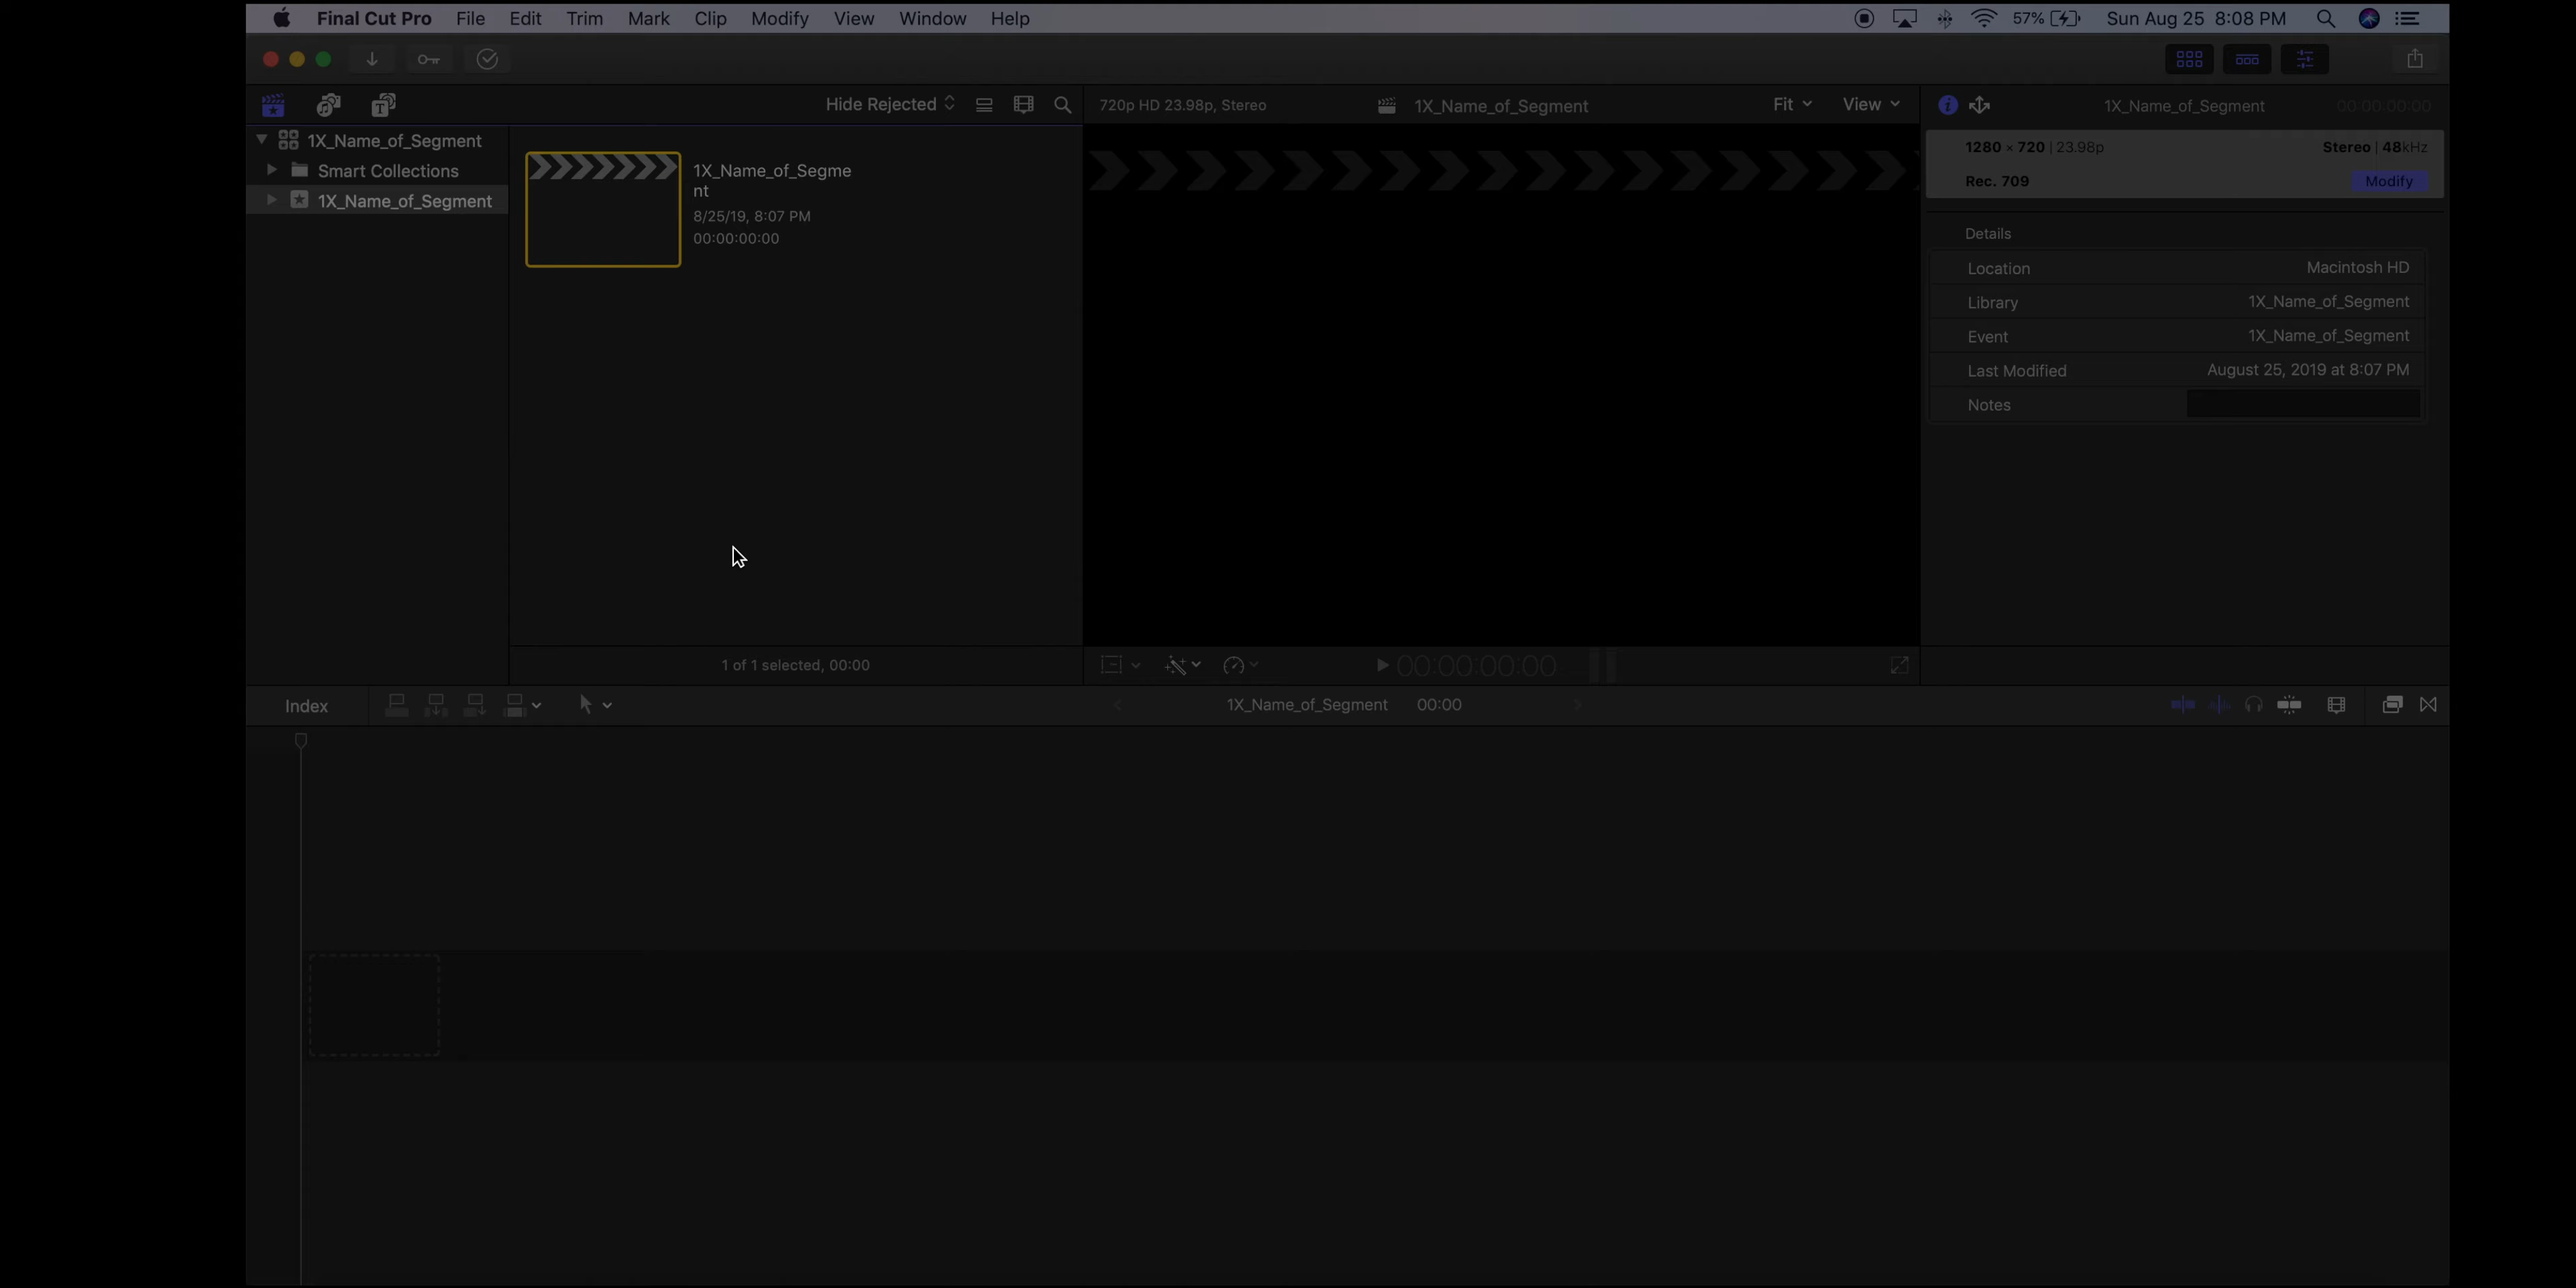 Final Cut Pro File Edit Trim Mark Clip Modify View Window Help 57% Sun Aug 25 8:08 PM
Hide Rejected 720p HD 23.98p, Stereo 1X_Name_of_Segment Fit View 1X_Name_of_Segment 00:00:00:00
1X_Name_of_Segment
Smart Collections
1X_Name_of_Segment
1X_Name_of_Segme
nt
8/25/19, 8:07 PM
00:00:00:00
1 of 1 selected, 00:00
00:00:00:00
1280 × 720 | 23.98p Stereo | 48kHz
Rec. 709 Modify
Details
Location Macintosh HD
Library 1X_Name_of_Segment
Event 1X_Name_of_Segment
Last Modified August 25, 2019 at 8:07 PM
Notes
Index 1X_Name_of_Segment 00:00